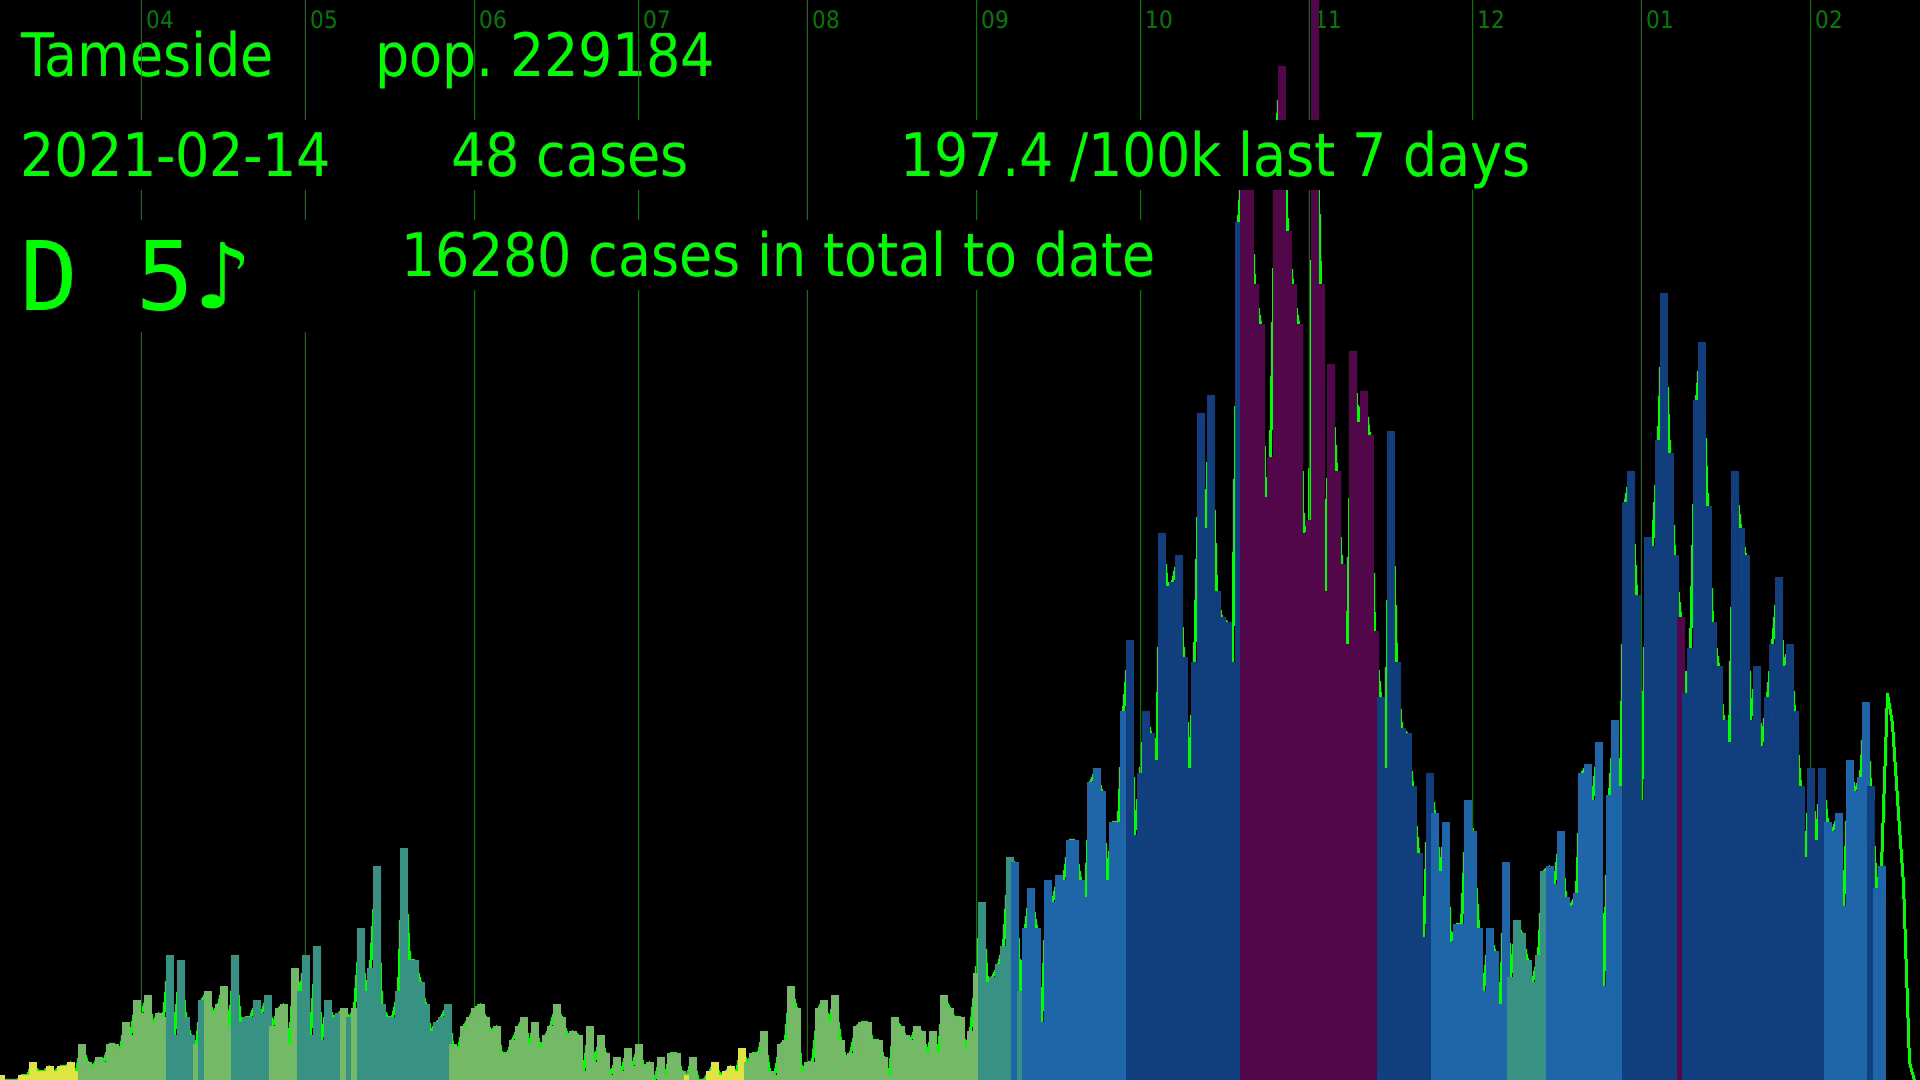 04 05 06 07 08 09 10 11 12 01 02
Tameside pop. 229184
2021-02-14 48 cases 197.4 /100k last 7 days
D 5♪ 16280 cases in total to date